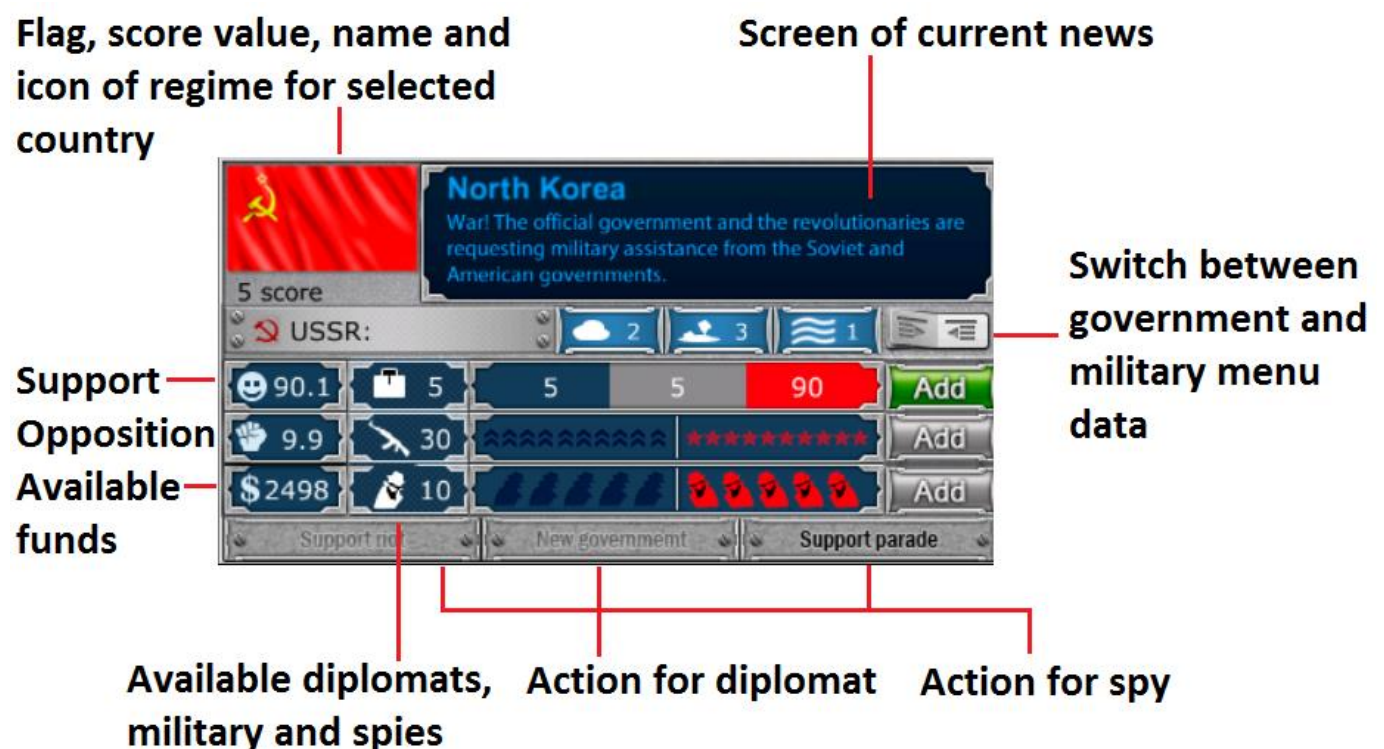 Flag, score value, name and
icon of regime for selected
country
Screen of current news
North Korea
War! The official government and the revolutionaries are
requesting military assistance from the Soviet and
American governments.
5 score
USSR:
2
3
1
Switch between
government and
military menu
data
Support
90.1
5
5
5
90
Add
Opposition
9.9
30
Add
Available
funds
$2498
10
Add
Support riot
New governmemt
Support parade
Available diplomats,
military and spies
Action for diplomat
Action for spy